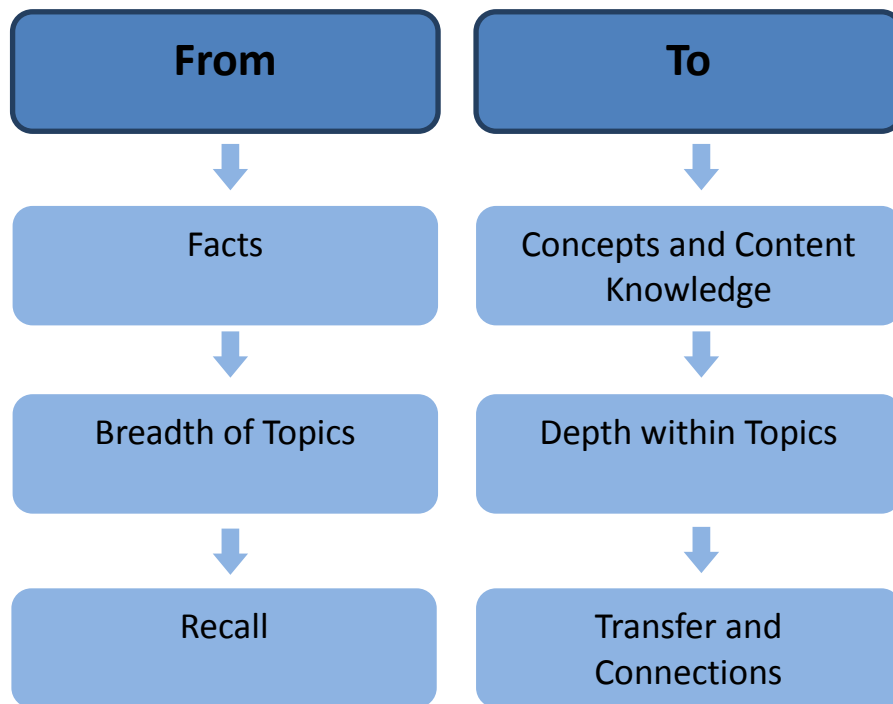 From
To
Facts
Concepts and Content
Knowledge
Breadth of Topics
Depth within Topics
Recall
Transfer and
Connections